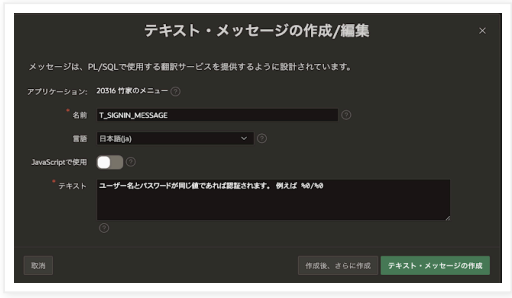 テキスト・メッセージの作成/編集
メッセージは、PL/SQLで使用する翻訳サービスを提供するように設計されています。
アプリケーション: 20316 竹家のメニュー
* 名前 T_SIGNIN_MESSAGE
言語 日本語(ja)
JavaScriptで使用
* テキスト ユーザー名とパスワードが同じ値であれば認証されます。 例えば %0/%0
取消 作成後、さらに作成 テキスト・メッセージの作成